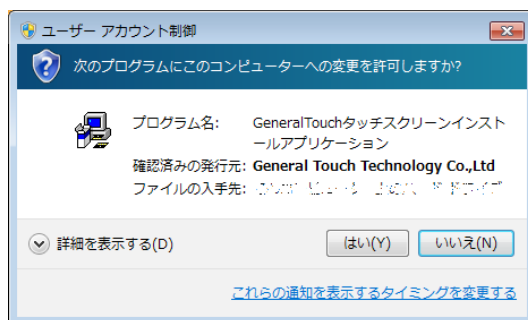 ユーザー アカウント制御
次のプログラムにこのコンピューターへの変更を許可しますか?
プログラム名: GeneralTouchタッチスクリーンインスト
ールアプリケーション
確認済みの発行元: General Touch Technology Co.,Ltd
ファイルの入手先:
詳細を表示する(D) はい(Y) いいえ(N)
これらの通知を表示するタイミングを変更する